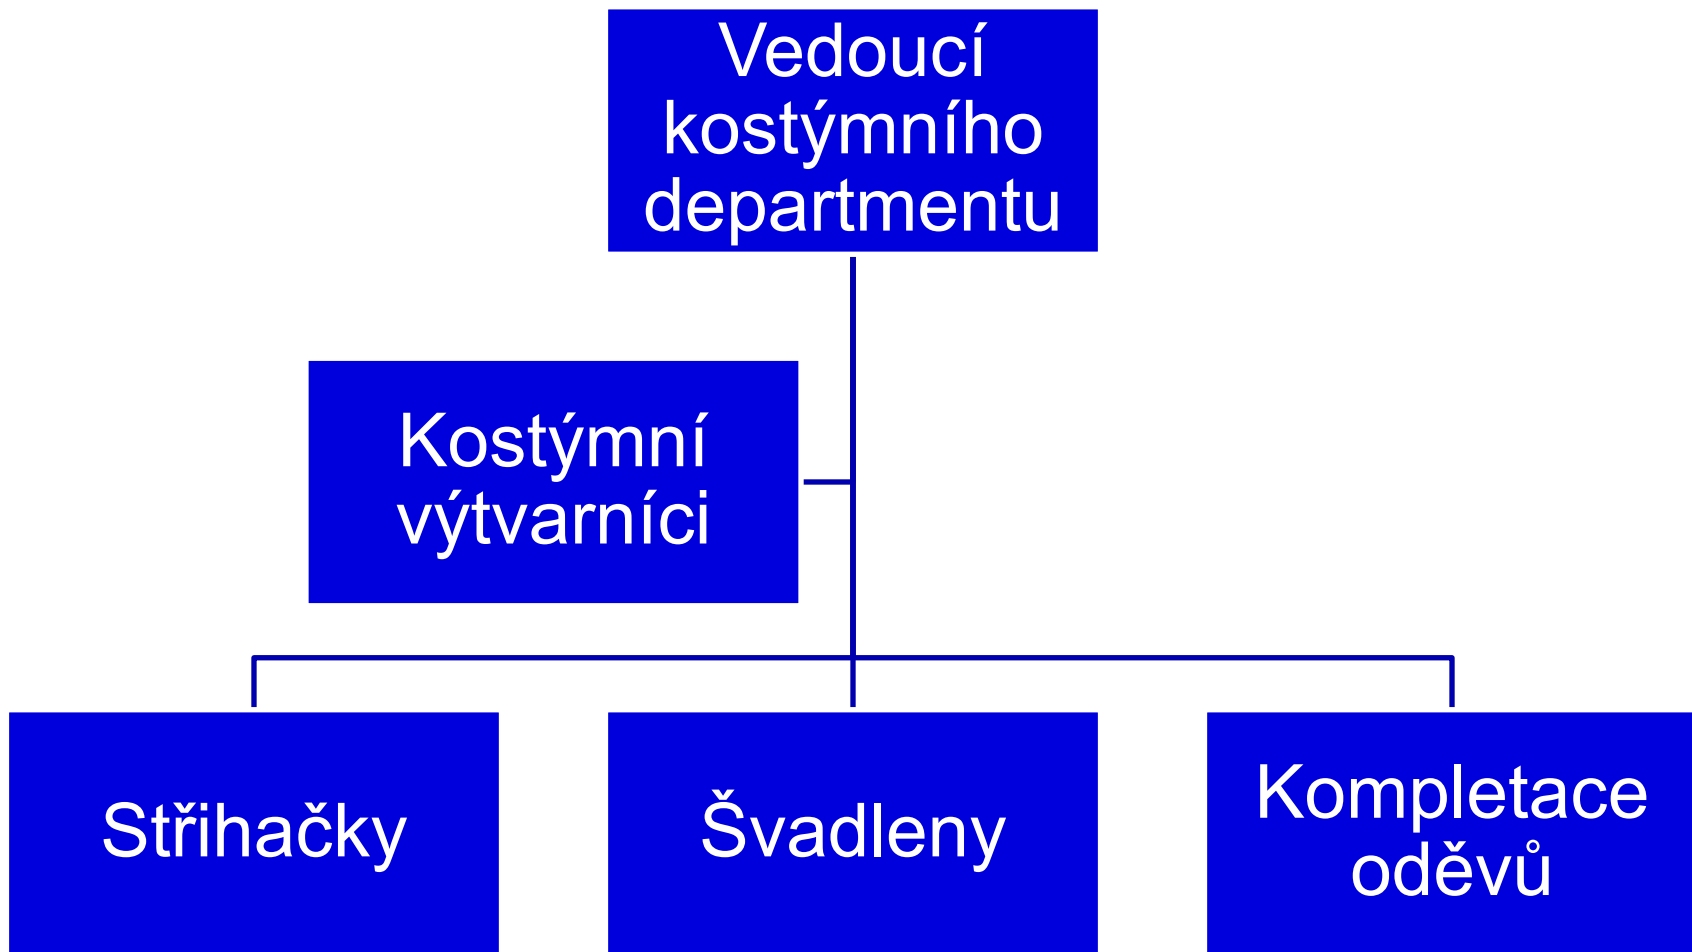 Vedoucí
kostýmního
departmentu
Kostýmní
výtvarníci
Střihačky
Švadleny
Kompletace
oděvů